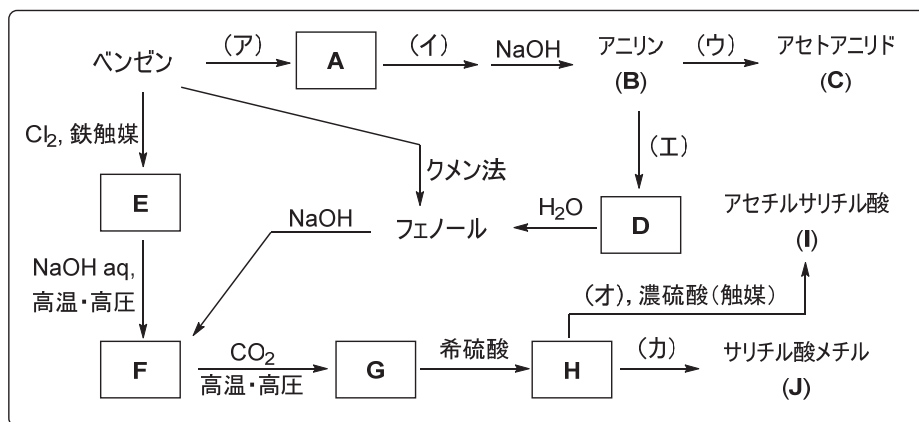 ベンゼン (ア) A (イ) NaOH アニリン (B) (ウ) アセトアニリド (C)
Cl₂, 鉄触媒
(エ)
クメン法
E
NaOH フェノール H₂O D アセチルサリチル酸 (I)
NaOH aq, 高温・高圧
(オ), 濃硫酸(触媒)
F CO₂ 高温・高圧 G 希硫酸 H (カ) サリチル酸メチル (J)